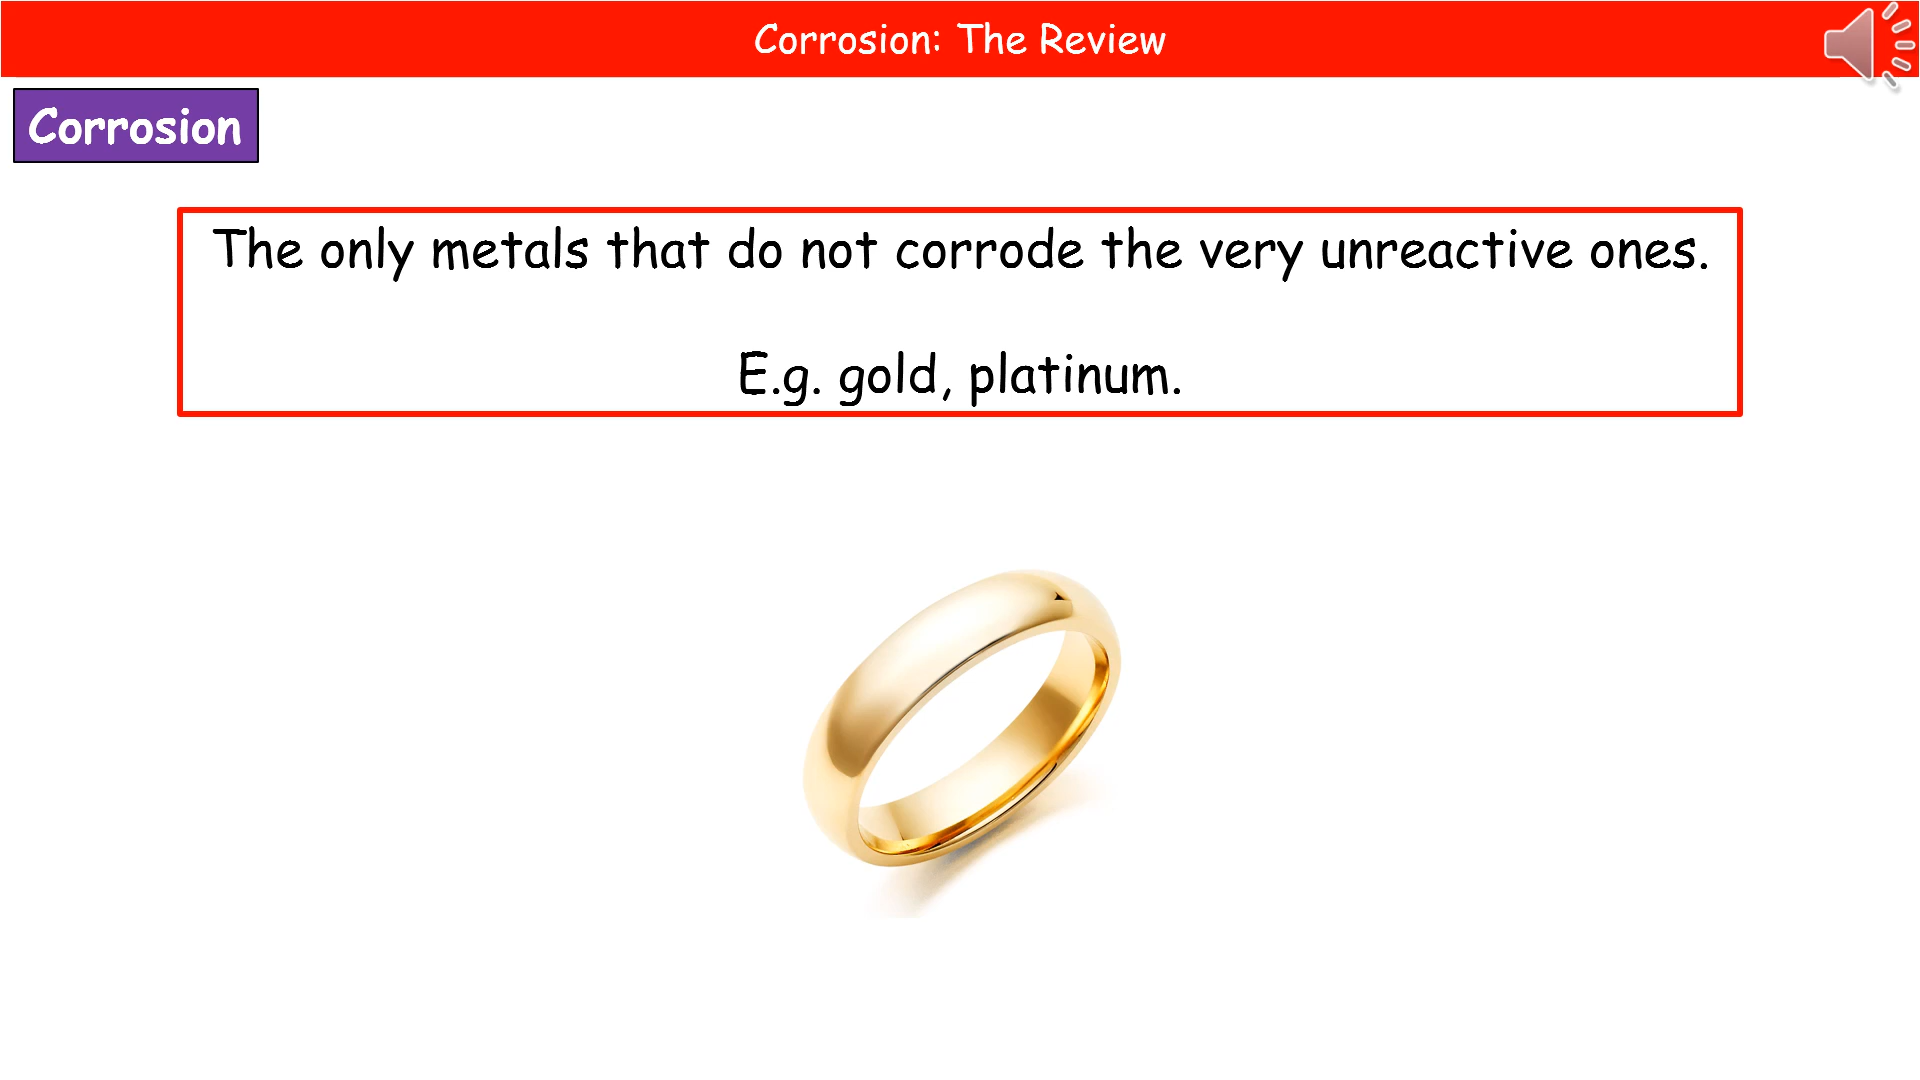 Corrosion: The Review
Corrosion
The only metals that do not corrode the very unreactive ones.
E.g. gold, platinum.